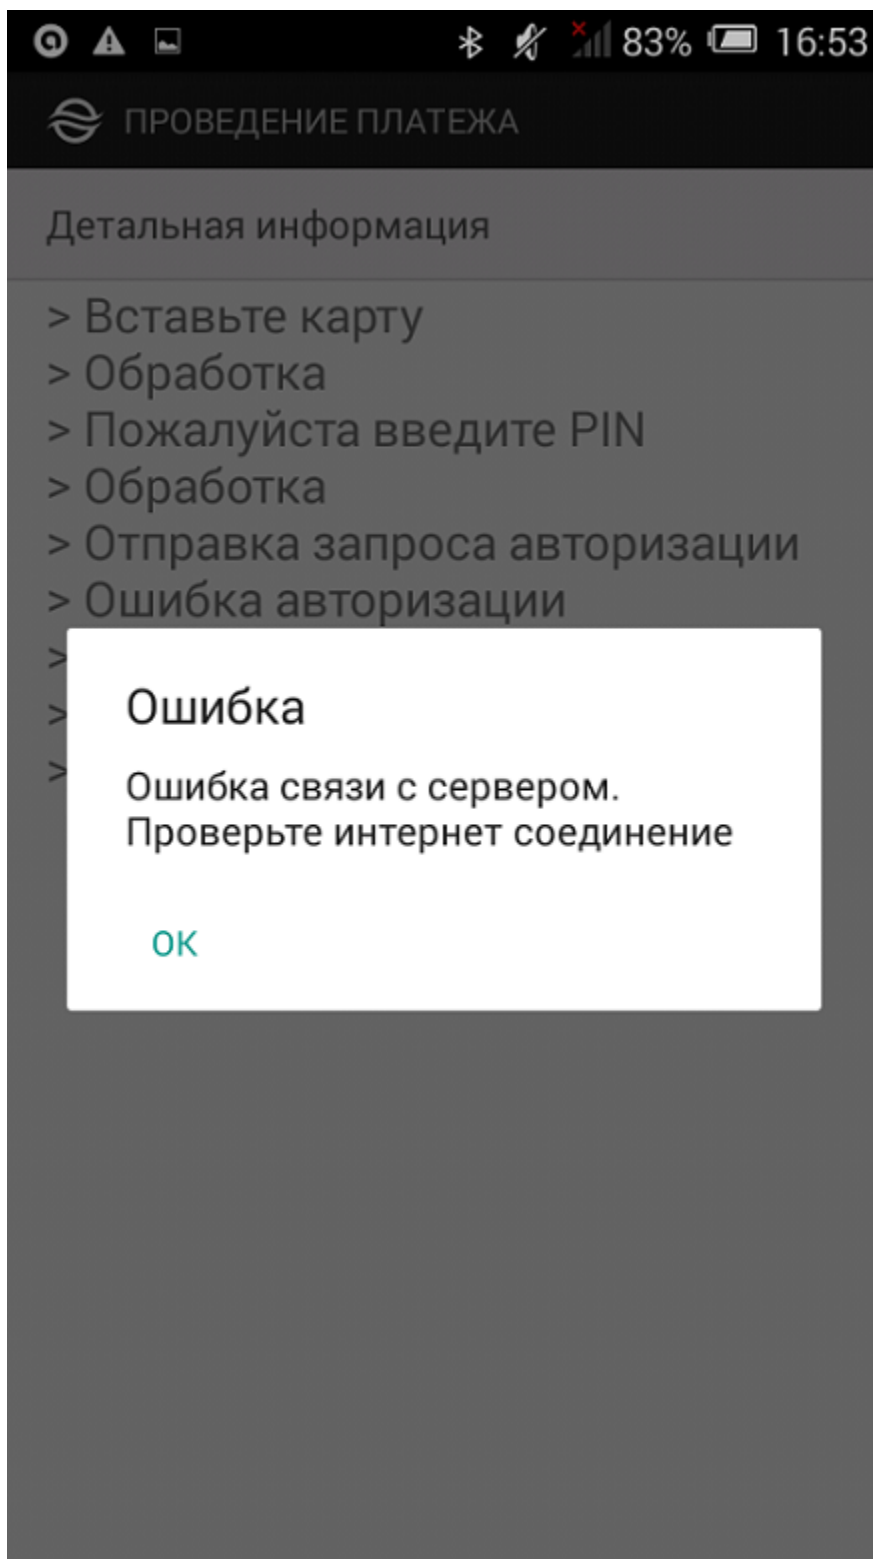 83% 16:53
ПРОВЕДЕНИЕ ПЛАТЕЖА
Детальная информация
> Вставьте карту
> Обработка
> Пожалуйста введите PIN
> Обработка
> Отправка запроса авторизации
> Ошибка авторизации
>
>
>
Ошибка
Ошибка связи с сервером.
Проверьте интернет соединение
ОК